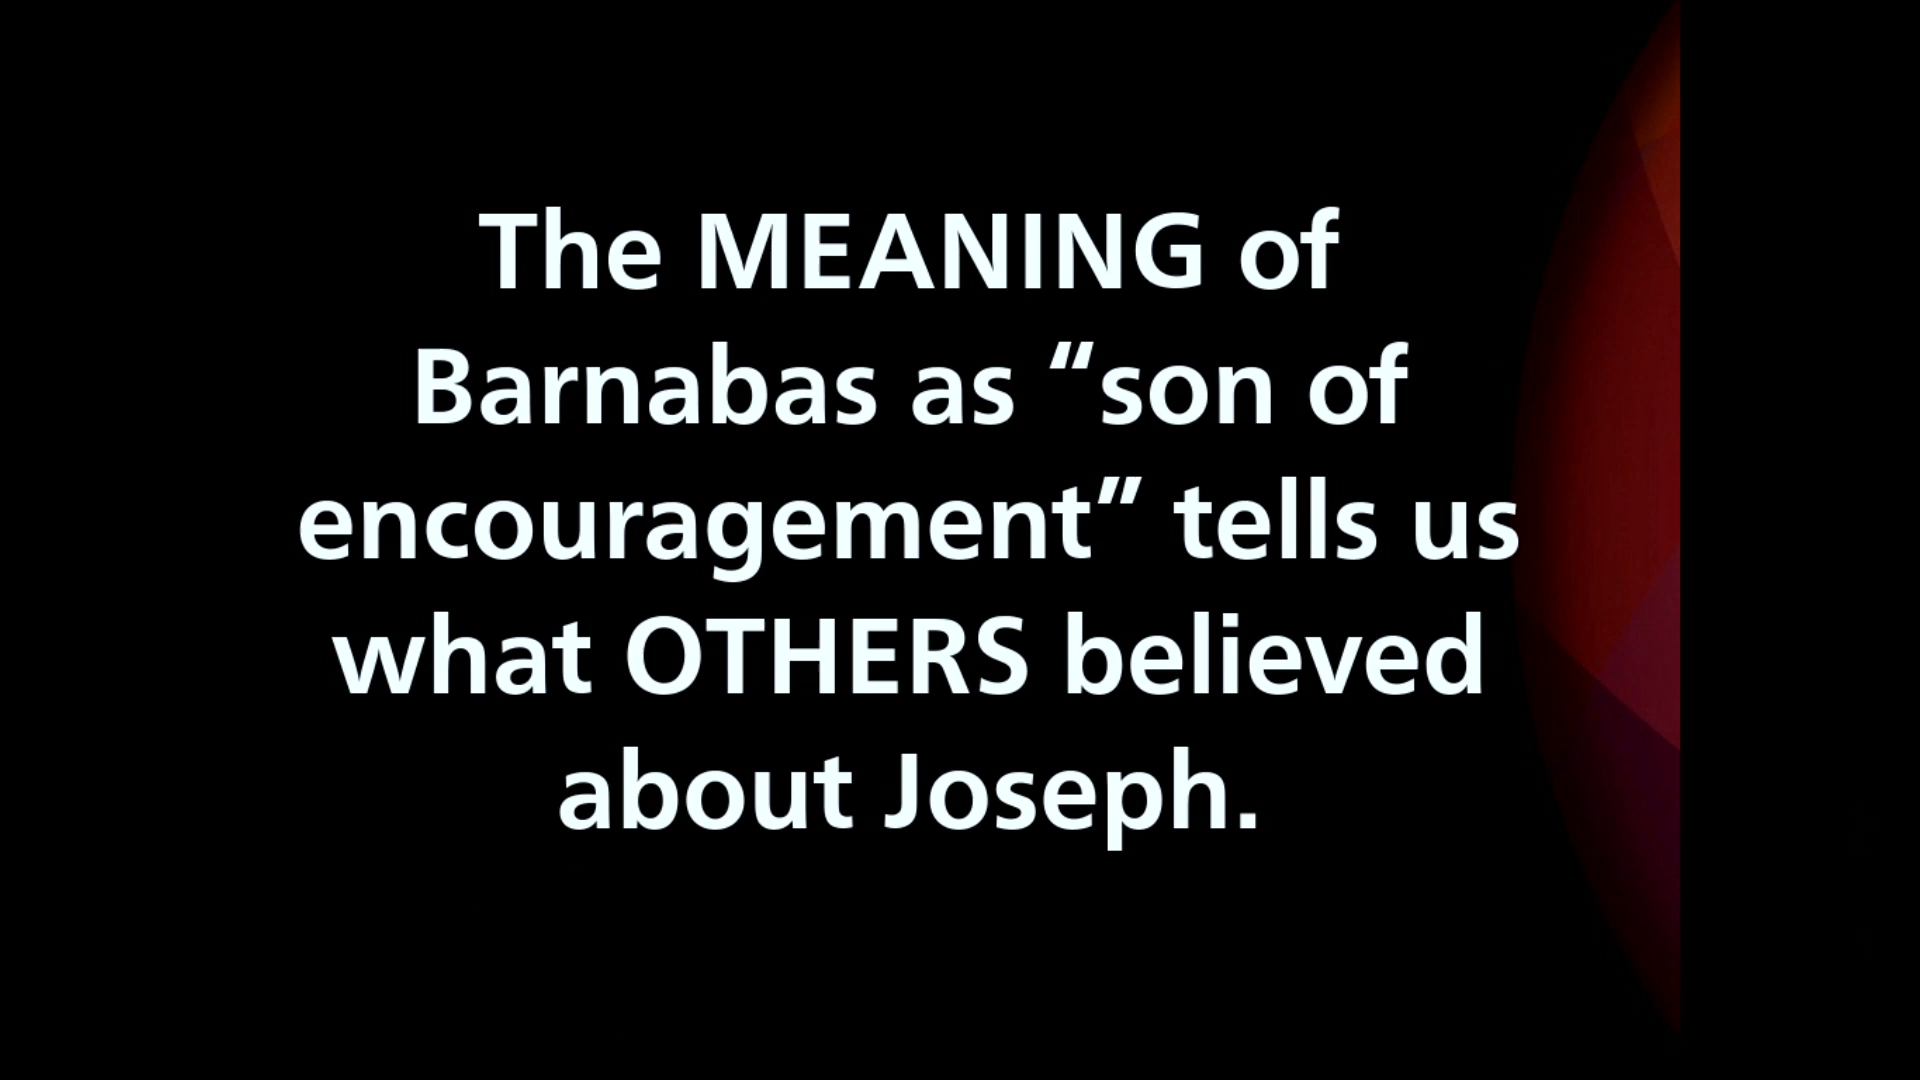 The MEANING of
Barnabas as “son of
encouragement” tells us
what OTHERS believed
about Joseph.